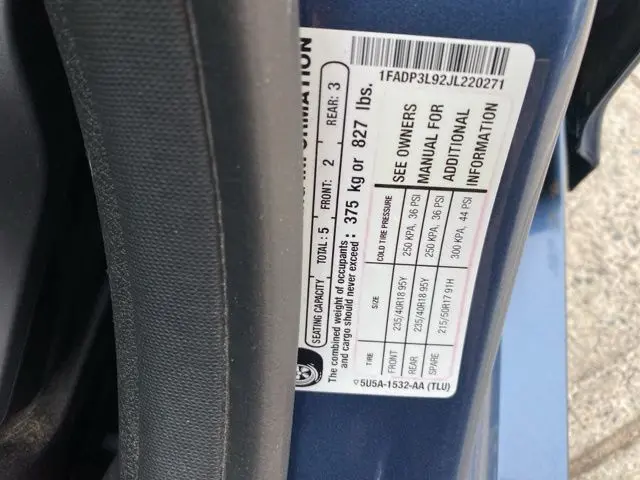 INFORMATION
SEATING CAPACITY TOTAL: 5 FRONT: 2 REAR: 3
The combined weight of occupants
and cargo should never exceed: 375 kg or 827 lbs.
TIRE SIZE COLD TIRE PRESSURE
FRONT 235/40R18 95Y 250 KPA, 36 PSI
REAR 235/40R18 95Y 250 KPA, 36 PSI
SPARE 215/50R17 91H 300 KPA, 44 PSI
SEE OWNERS
MANUAL FOR
ADDITIONAL
INFORMATION
5U5A-1532-AA (TLU)
1FADP3L92JL220271